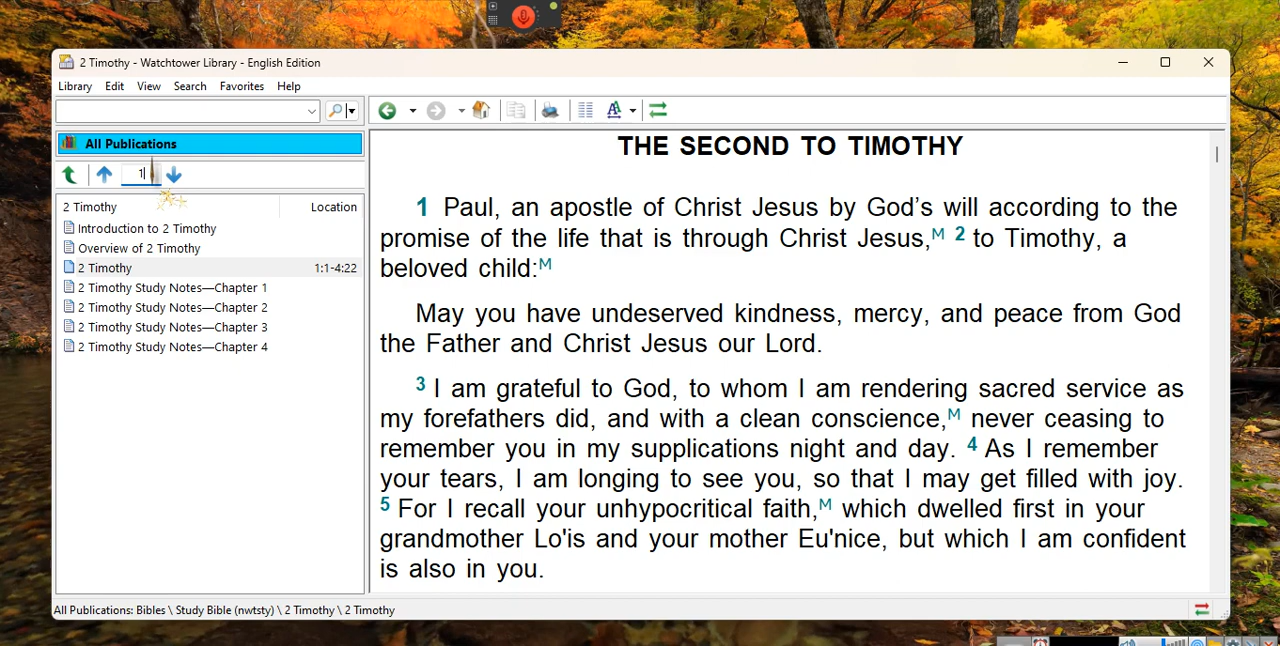 2 Timothy - Watchtower Library - English Edition
Library Edit View Search Favorites Help
All Publications
1
2 Timothy Location
Introduction to 2 Timothy
Overview of 2 Timothy
2 Timothy 1:1-4:22
2 Timothy Study Notes—Chapter 1
2 Timothy Study Notes—Chapter 2
2 Timothy Study Notes—Chapter 3
2 Timothy Study Notes—Chapter 4
THE SECOND TO TIMOTHY
1 Paul, an apostle of Christ Jesus by God’s will according to the
promise of the life that is through Christ Jesus,M 2 to Timothy, a
beloved child:M
May you have undeserved kindness, mercy, and peace from God
the Father and Christ Jesus our Lord.
3 I am grateful to God, to whom I am rendering sacred service as
my forefathers did, and with a clean conscience,M never ceasing to
remember you in my supplications night and day. 4 As I remember
your tears, I am longing to see you, so that I may get filled with joy.
5 For I recall your unhypocritical faith,M which dwelled first in your
grandmother Lo'is and your mother Eu'nice, but which I am confident
is also in you.
All Publications: Bibles \ Study Bible (nwtsty) \ 2 Timothy \ 2 Timothy